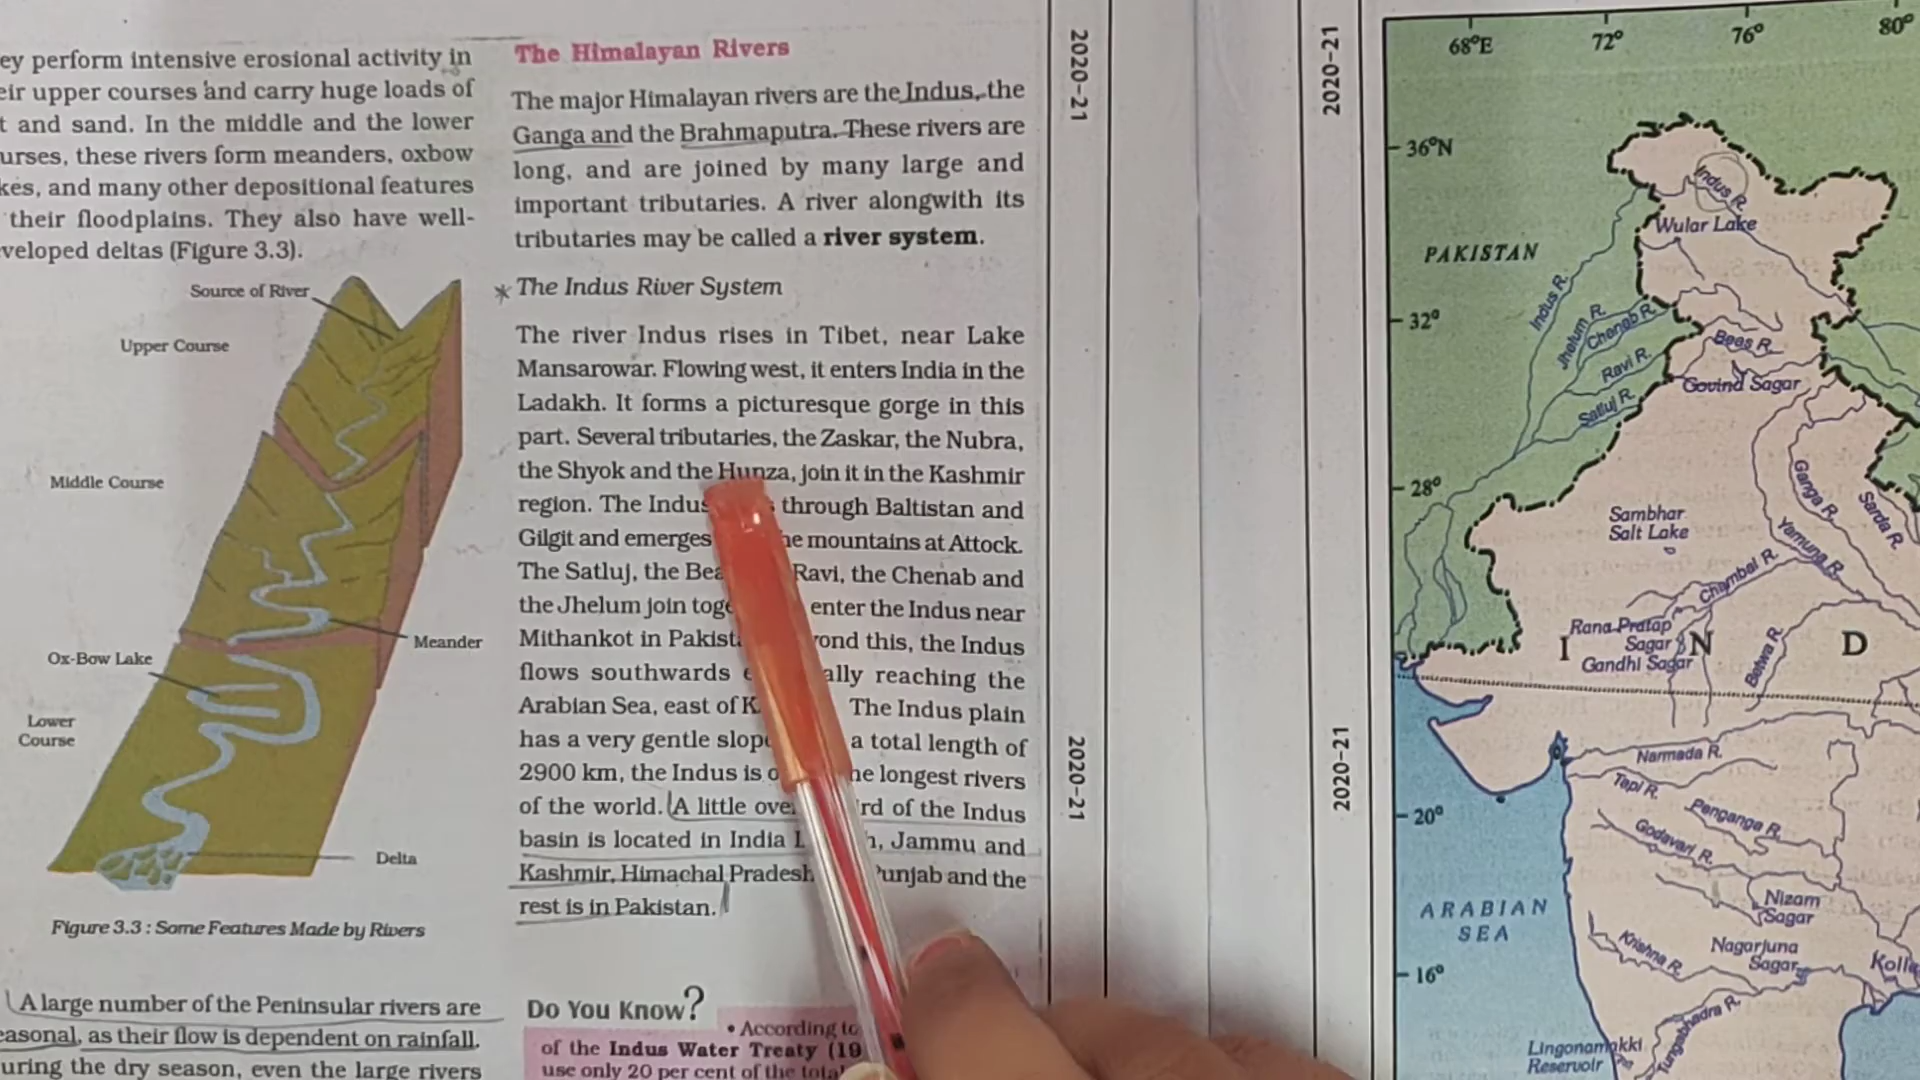 ey perform intensive erosional activity in
eir upper courses and carry huge loads of
t and sand. In the middle and the lower
urses, these rivers form meanders, oxbow
kes, and many other depositional features
their floodplains. They also have well-
veloped deltas (Figure 3.3).
Source of River
Upper Course
Middle Course
Meander
Ox-Bow Lake
Lower
Course
Delta
Figure 3.3 : Some Features Made by Rivers
A large number of the Peninsular rivers are
easonal, as their flow is dependent on rainfall.
uring the dry season, even the large rivers
The Himalayan Rivers
The major Himalayan rivers are the Indus, the
Ganga and the Brahmaputra. These rivers are
long, and are joined by many large and
important tributaries. A river alongwith its
tributaries may be called a river system.
* The Indus River System
The river Indus rises in Tibet, near Lake
Mansarowar. Flowing west, it enters India in the
Ladakh. It forms a picturesque gorge in this
part. Several tributaries, the Zaskar, the Nubra,
the Shyok and the Hunza, join it in the Kashmir
region. The Indus through Baltistan and
Gilgit and emerges mountains at Attock.
The Satluj, the Ravi, the Chenab and
the Jhelum join enter the Indus near
Mithankot in this, the Indus
flows southwards reaching the
Arabian Sea, east of The Indus plain
has a very gentle a total length of
2900 km, the Indus is longest rivers
of the world. A little of the Indus
basin is located in India Jammu and
Kashmir, Himachal Pradesh Punjab and the
rest is in Pakistan.
Do You Know?
• According to
of the Indus Water Treaty (19
use only 20 per cent of the total
2020-21
2020-21
2020-21
2020-21
68°E 72° 76° 80°
36°N
32°
28°
20°
16°
PAKISTAN
Indus R.
Wular Lake
Indus R.
Jhelum R.
Chenab R.
Ravi R.
Satluj R.
Beas R.
Govind Sagar
Ganga R.
Yamuna R.
Sarda R.
Sambhar
Salt Lake
Chambal R.
Rana Pratap
Sagar
Gandhi Sagar
Betwa R.
I N D
Narmada R.
Tapi R.
Penganga R.
Godavari R.
Nizam
Sagar
ARABIAN
SEA
Krishna R.
Nagarjuna
Sagar
Kolle
Tungabhadra R.
Lingonamakki
Reservoir